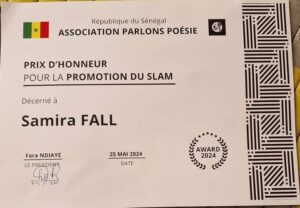 République du Sénégal
ASSOCIATION PARLONS POÉSIE
PRIX D'HONNEUR
POUR LA PROMOTION DU SLAM
Décerné à
Samira FALL
Fara NDIAYE
LE PRÉSIDENT
25 MAI 2024
DATE
AWARD
2024